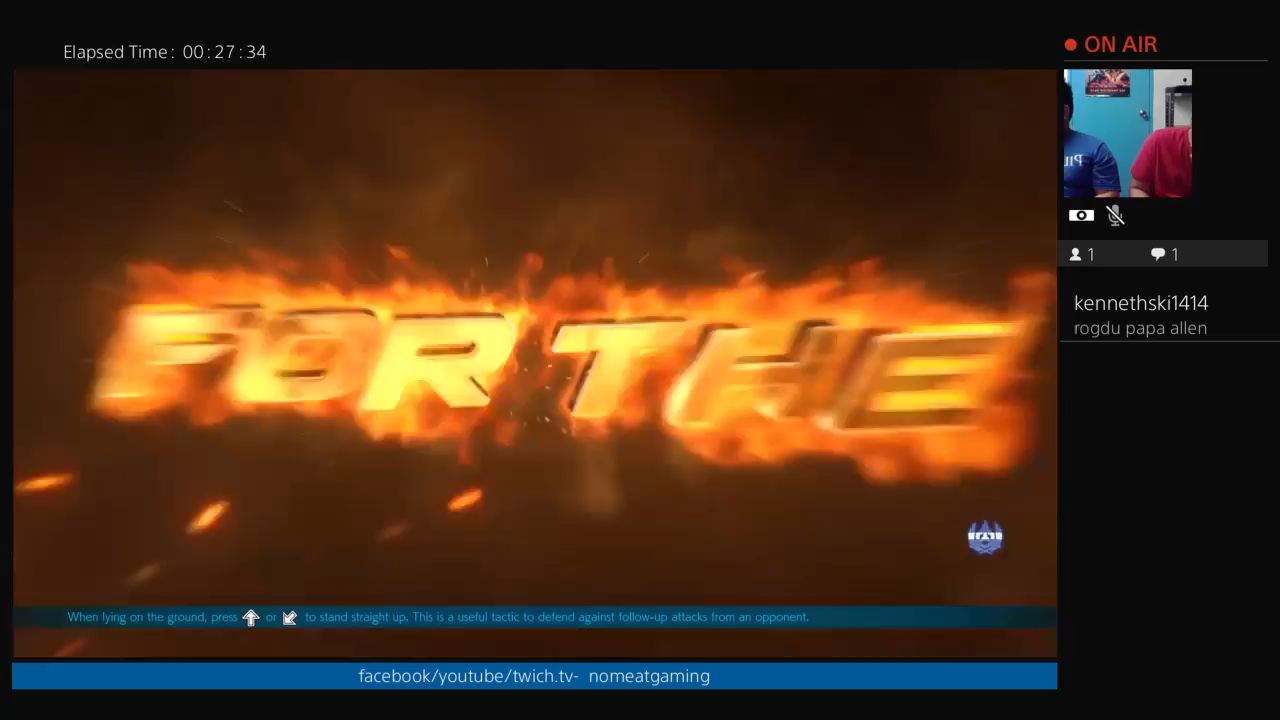 Elapsed Time: 00:27:34
ON AIR
FOR THE
1 1
kennethski1414
rogdu papa allen
When lying on the ground, press or to stand straight up. This is a useful tactic to defend against follow-up attacks from an opponent.
facebook/youtube/twich.tv- nomeatgaming